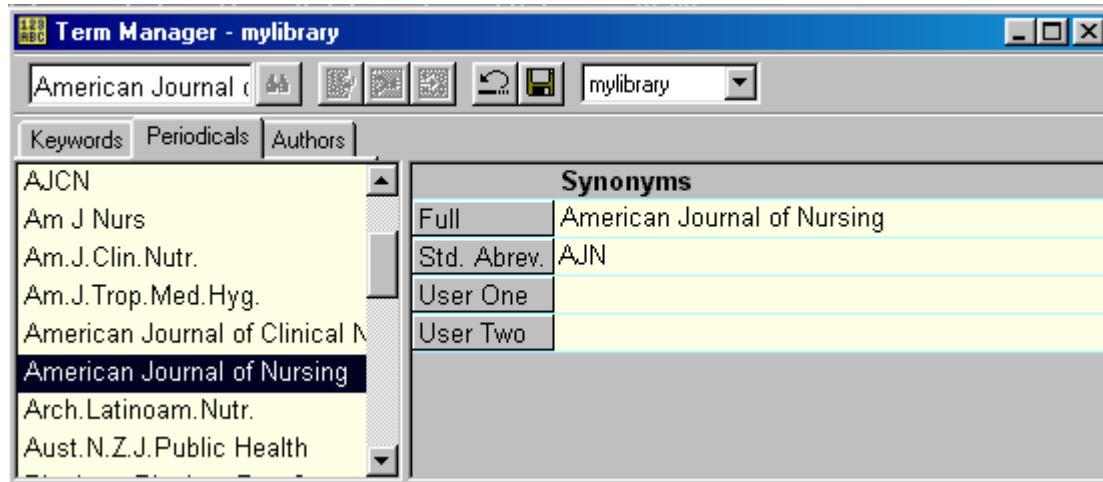 Term Manager - mylibrary
American Journal mylibrary
Keywords Periodicals Authors
AJCN
Am J Nurs
Am.J.Clin.Nutr.
Am.J.Trop.Med.Hyg.
American Journal of Clinical
American Journal of Nursing
Arch.Latinoam.Nutr.
Aust.N.Z.J.Public Health
Synonyms
Full American Journal of Nursing
Std. Abrev. AJN
User One
User Two